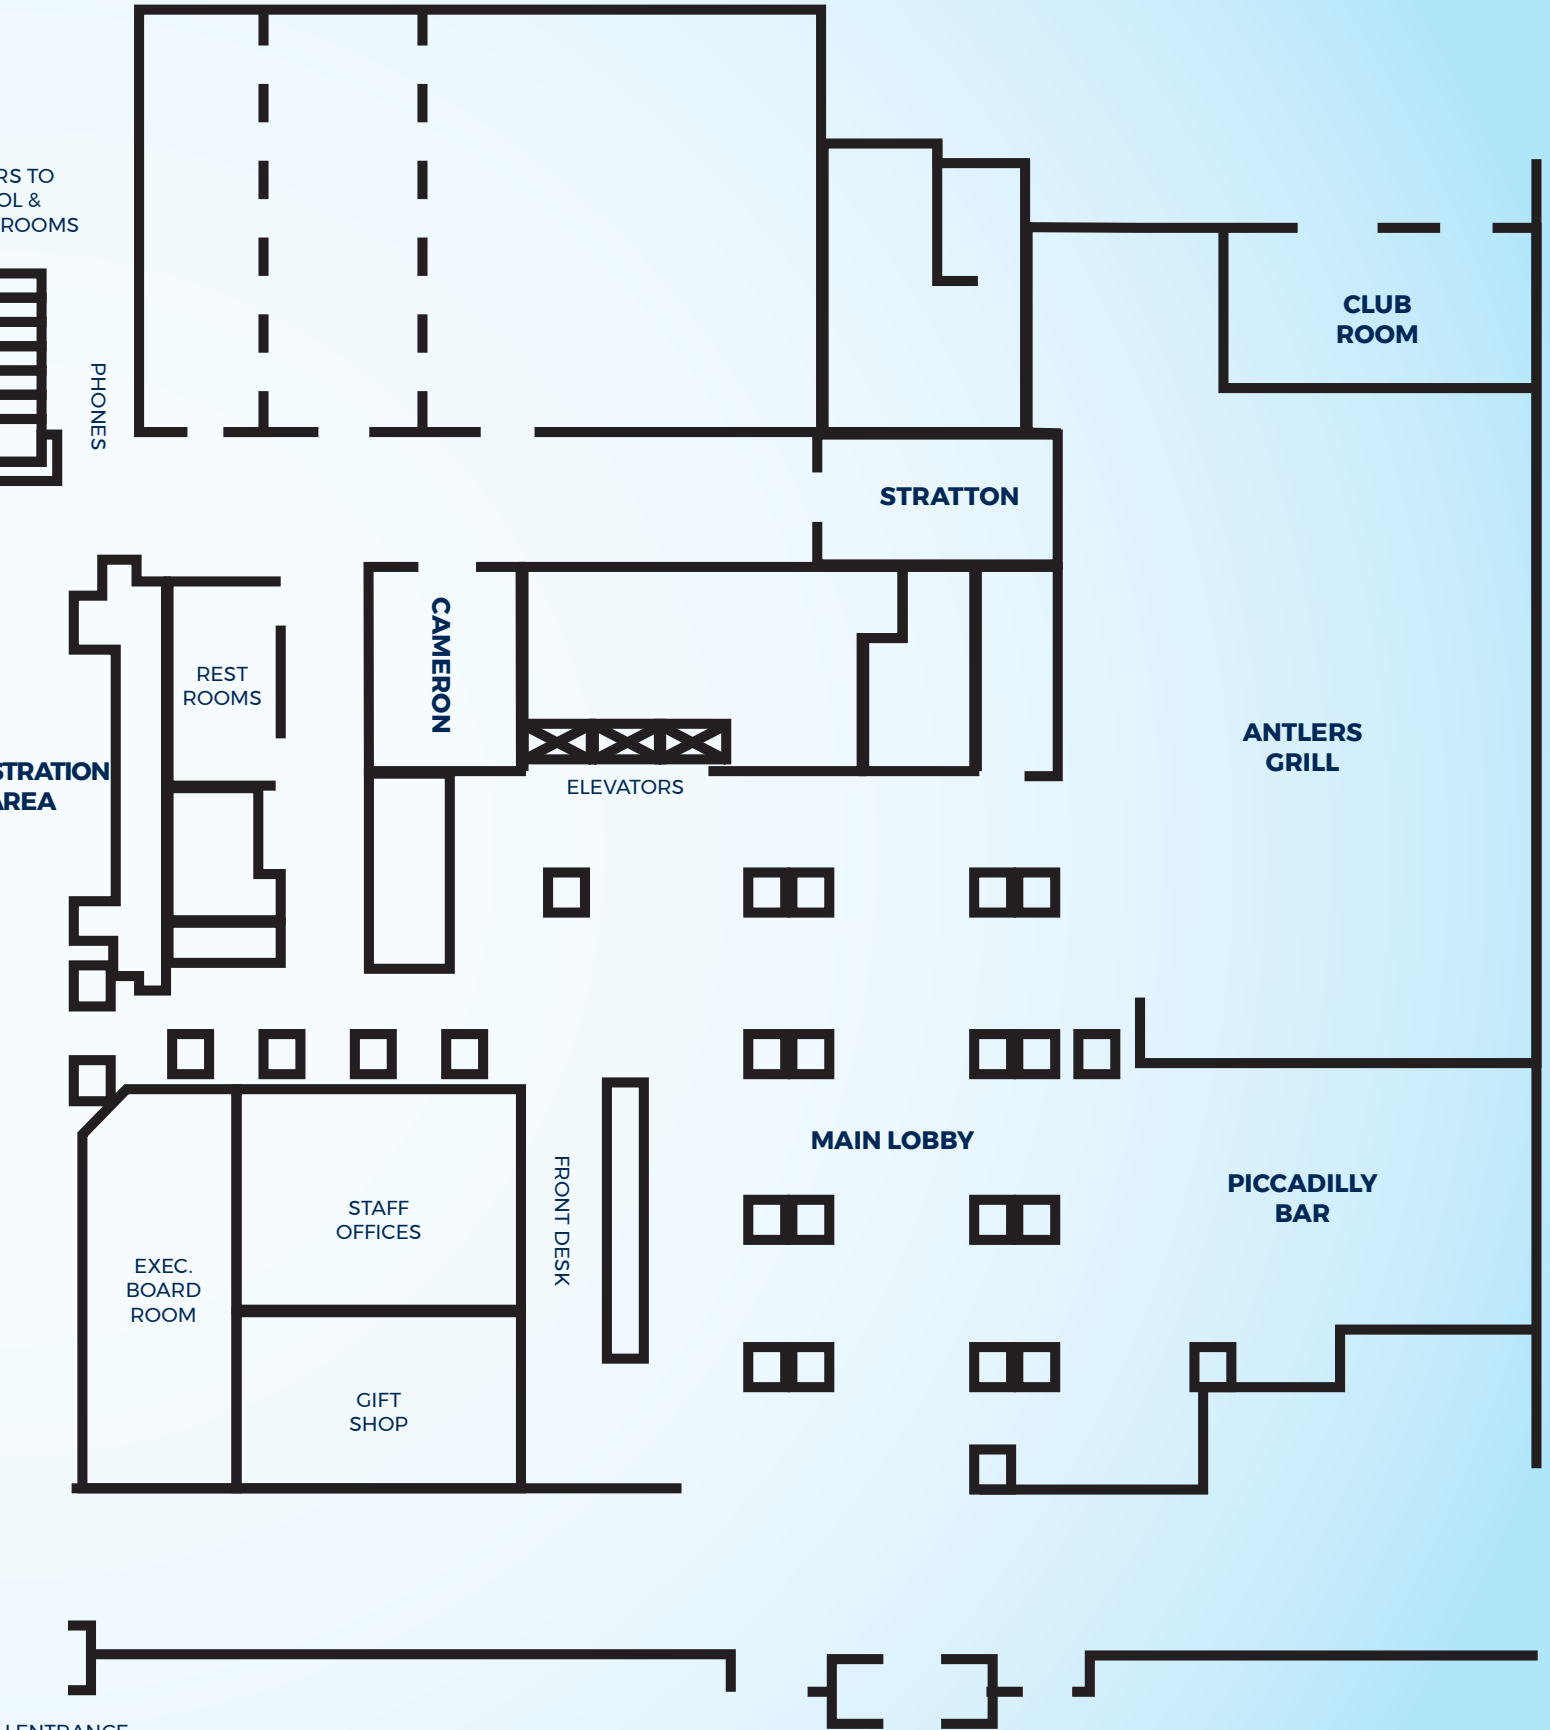 RS TO
OL &
ROOMS
PHONES
CLUB
ROOM
STRATTON
CAMERON
REST
ROOMS
STRATION
AREA
ELEVATORS
ANTLERS
GRILL
MAIN LOBBY
PICCADILLY
BAR
FRONT DESK
STAFF
OFFICES
EXEC.
BOARD
ROOM
GIFT
SHOP
ENTRANCE